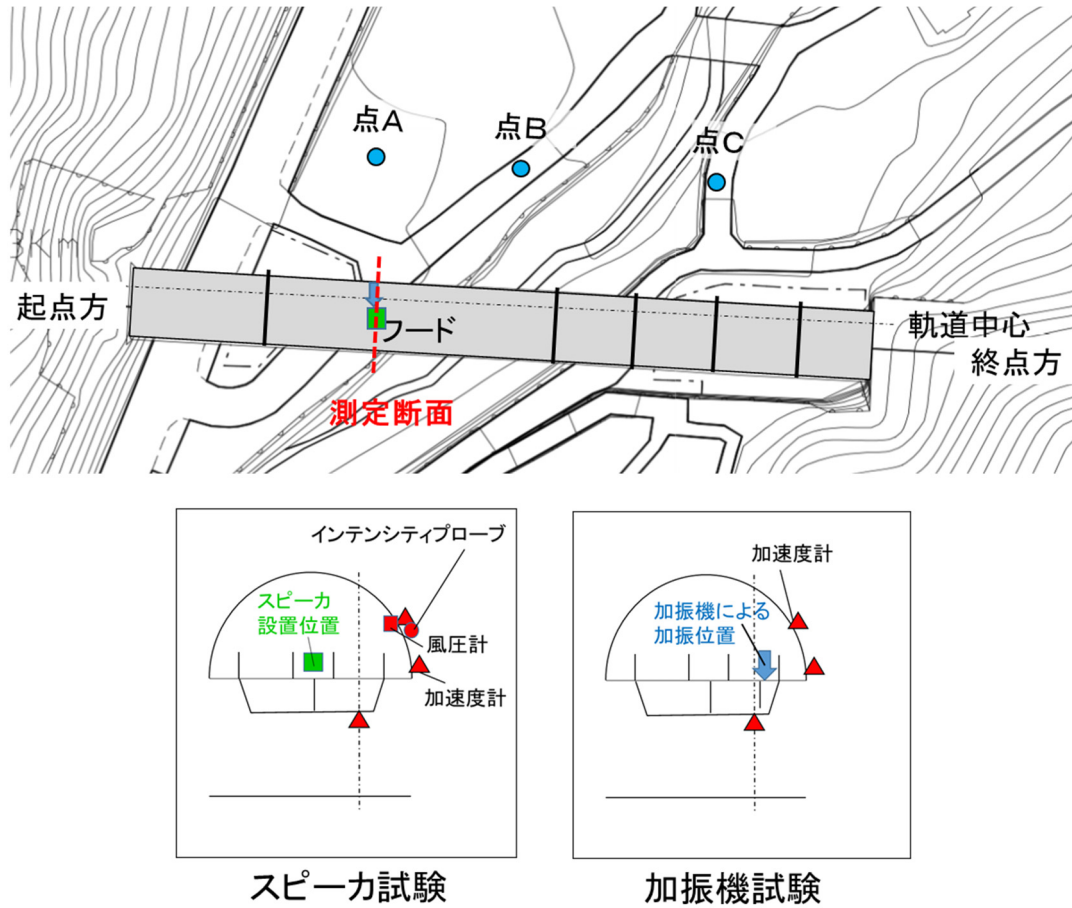 点A
点B
点C
起点方
フード
軌道中心
終点方
測定断面
インテンシティプローブ
スピーカ
設置位置
風圧計
加速度計
スピーカ試験
加速度計
加振機による
加振位置
加振機試験